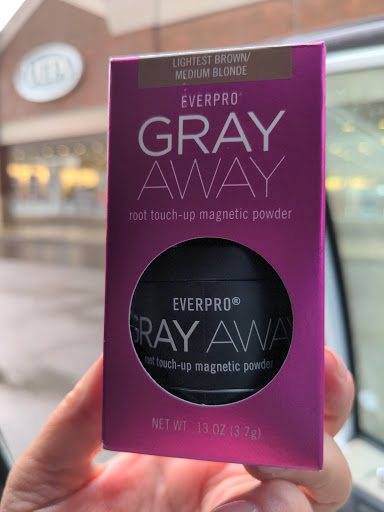 LIGHTEST BROWN/
MEDIUM BLONDE
EVERPRO®
GRAY
AWAY
root touch-up magnetic powder
EVERPRO®
GRAY AWAY
root touch-up magnetic powder
NET WT. .13 OZ (3.7g)